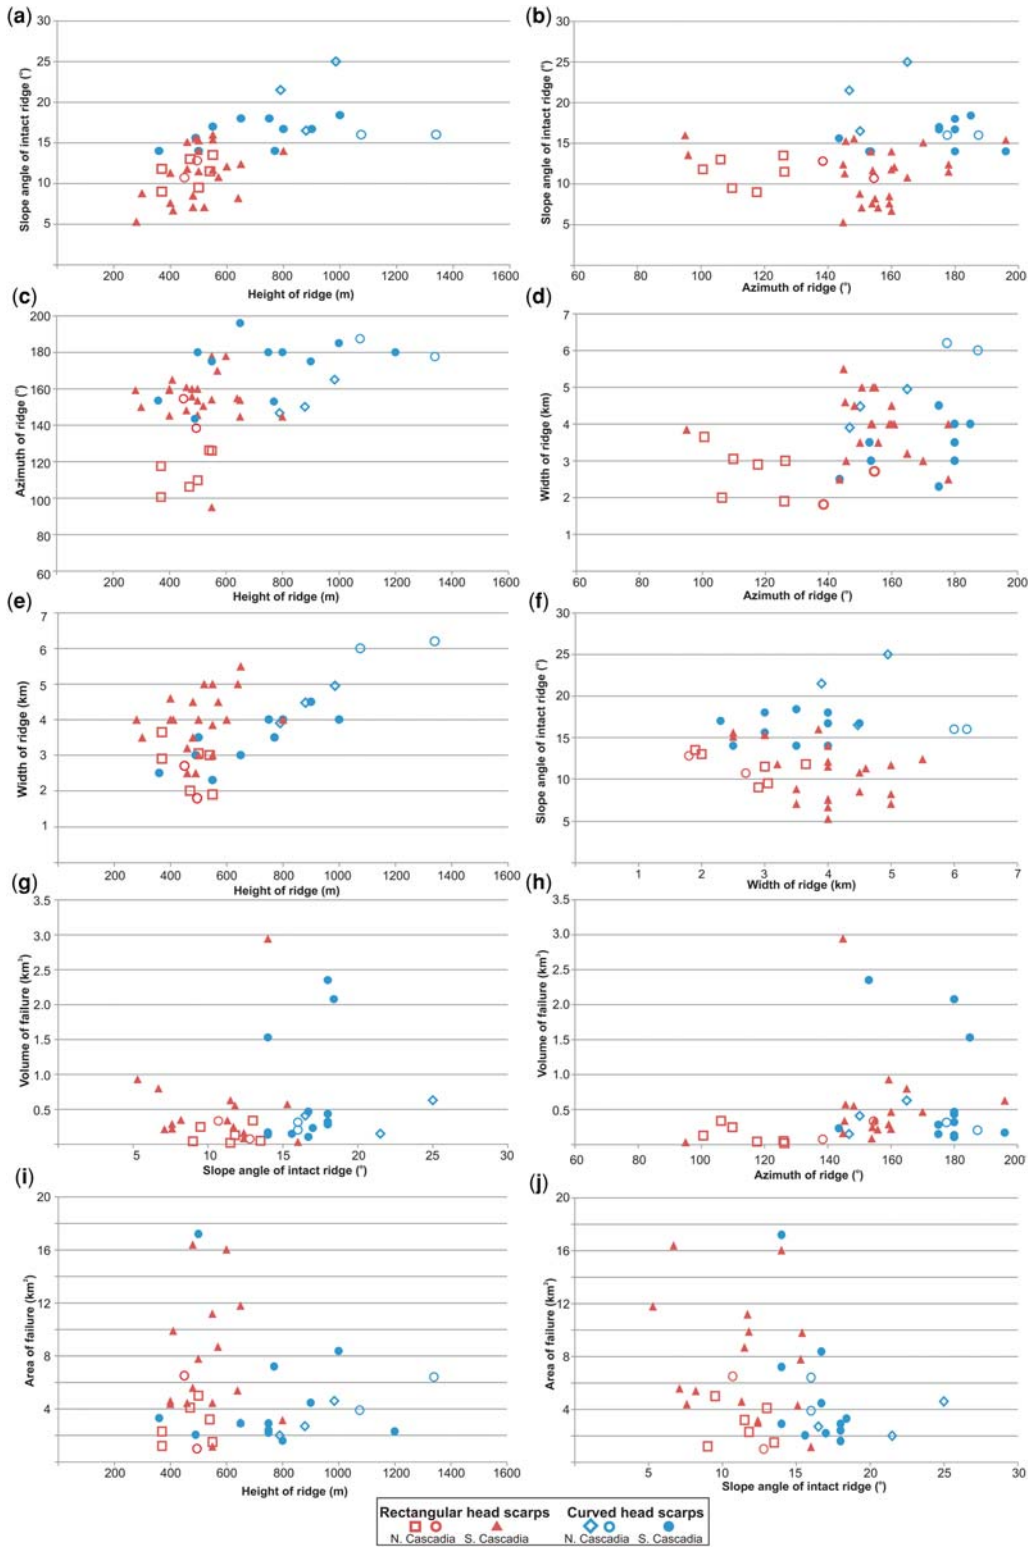 (a)
30
25
20
15
10
5
Slope angle of intact ridge (°)
200 400 600 800 1000 1200 1400 1600
Height of ridge (m)
(b)
30
25
20
15
10
5
Slope angle of intact ridge (°)
60 80 100 120 140 160 180 200
Azimuth of ridge (°)
(c)
200
180
160
140
120
100
80
60
Azimuth of ridge (°)
200 400 600 800 1000 1200 1400 1600
Height of ridge (m)
(d)
7
6
5
4
3
2
1
Width of ridge (km)
60 80 100 120 140 160 180 200
Azimuth of ridge (°)
(e)
7
6
5
4
3
2
1
Width of ridge (km)
200 400 600 800 1000 1200 1400 1600
Height of ridge (m)
(f)
30
25
20
15
10
5
Slope angle of intact ridge (°)
1 2 3 4 5 6 7
Width of ridge (km)
(g)
3.5
3.0
2.5
2.0
1.5
1.0
0.5
Volume of failure (km³)
5 10 15 20 25 30
Slope angle of intact ridge (°)
(h)
3.5
3.0
2.5
2.0
1.5
1.0
0.5
Volume of failure (km³)
60 80 100 120 140 160 180 200
Azimuth of ridge (°)
(i)
20
16
12
8
4
Area of failure (km²)
200 400 600 800 1000 1200 1400 1600
Height of ridge (m)
(j)
20
16
12
8
4
Area of failure (km²)
5 10 15 20 25 30
Slope angle of intact ridge (°)
Rectangular head scarps Curved head scarps
N. Cascadia S. Cascadia N. Cascadia S. Cascadia